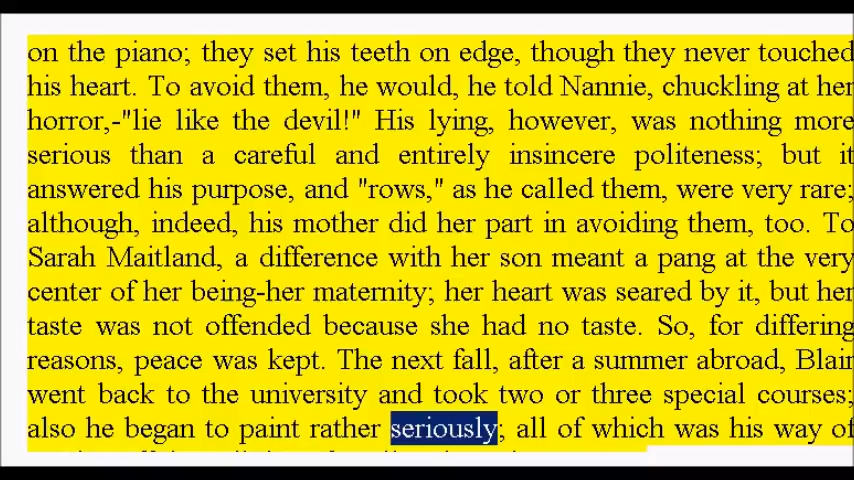 on the piano; they set his teeth on edge, though they never touched
his heart. To avoid them, he would, he told Nannie, chuckling at her
horror,-"lie like the devil!" His lying, however, was nothing more
serious than a careful and entirely insincere politeness; but it
answered his purpose, and "rows," as he called them, were very rare;
although, indeed, his mother did her part in avoiding them, too. To
Sarah Maitland, a difference with her son meant a pang at the very
center of her being-her maternity; her heart was seared by it, but her
taste was not offended because she had no taste. So, for differing
reasons, peace was kept. The next fall, after a summer abroad, Blair
went back to the university and took two or three special courses;
also he began to paint rather seriously; all of which was his way of